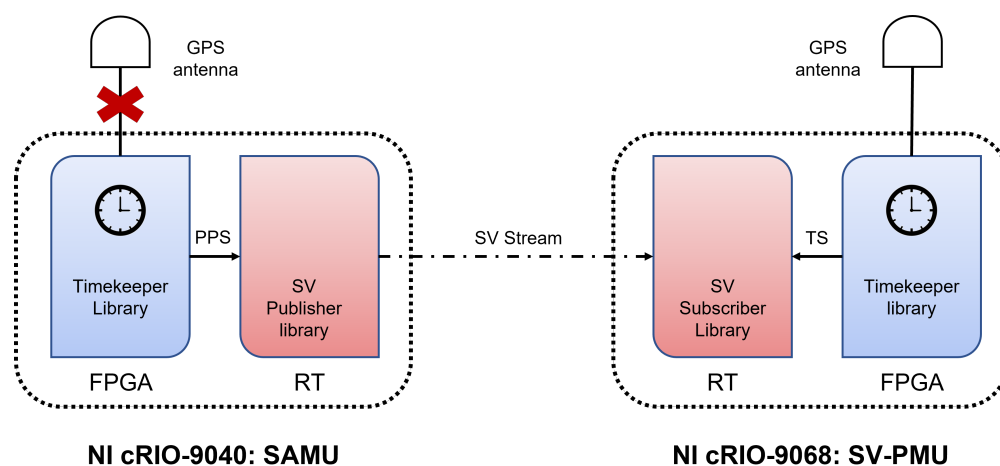 GPS
antenna
GPS
antenna
PPS
Timekeeper
Library
SV
Publisher
library
SV Stream
TS
SV
Subscriber
Library
Timekeeper
library
FPGA
RT
RT
FPGA
NI cRIO-9040: SAMU
NI cRIO-9068: SV-PMU